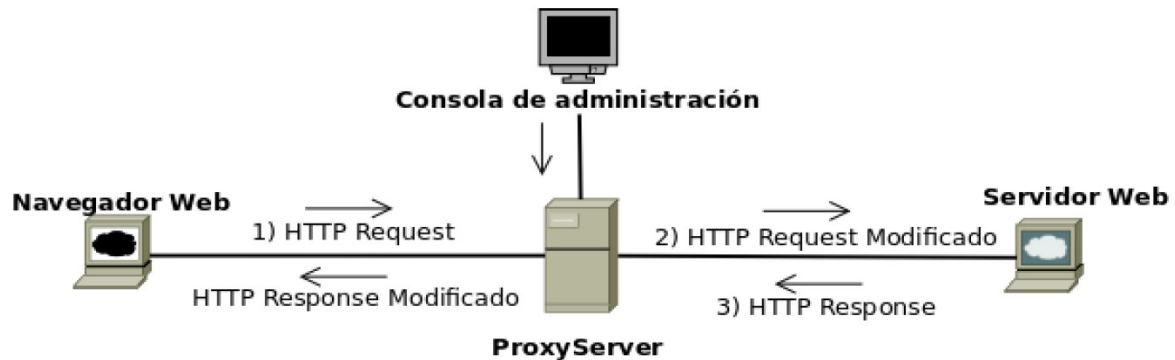 Consola de administración
Navegador Web
Servidor Web
1) HTTP Request
2) HTTP Request Modificado
HTTP Response Modificado
3) HTTP Response
ProxyServer